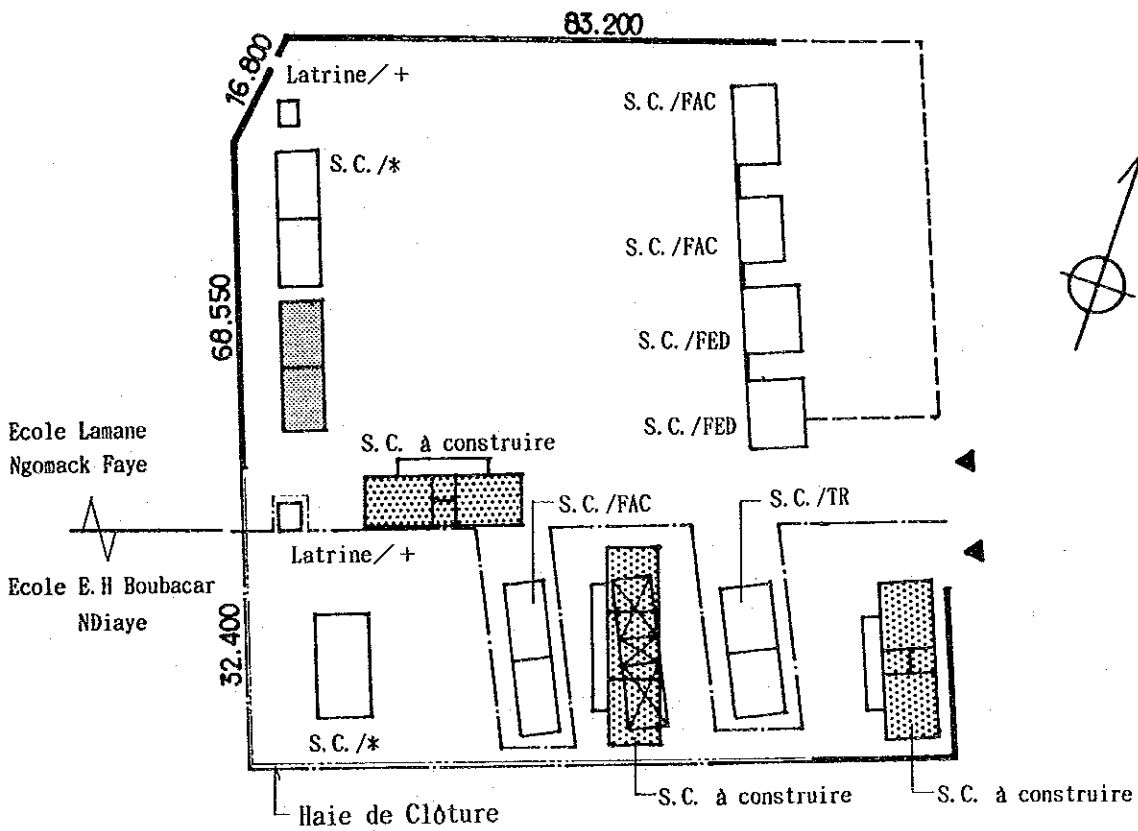 83.200
16.800
Latrine/+
S.C./FAC
S.C./*
S.C./FAC
68.550
S.C./FED
S.C./FED
Ecole Lamane
Ngomack Faye
S.C. à construire
S.C./FAC
S.C./TR
Latrine/+
Ecole E.H Boubacar
NDiaye
32.400
S.C./*
S.C. à construire
S.C. à construire
Haie de Clôture